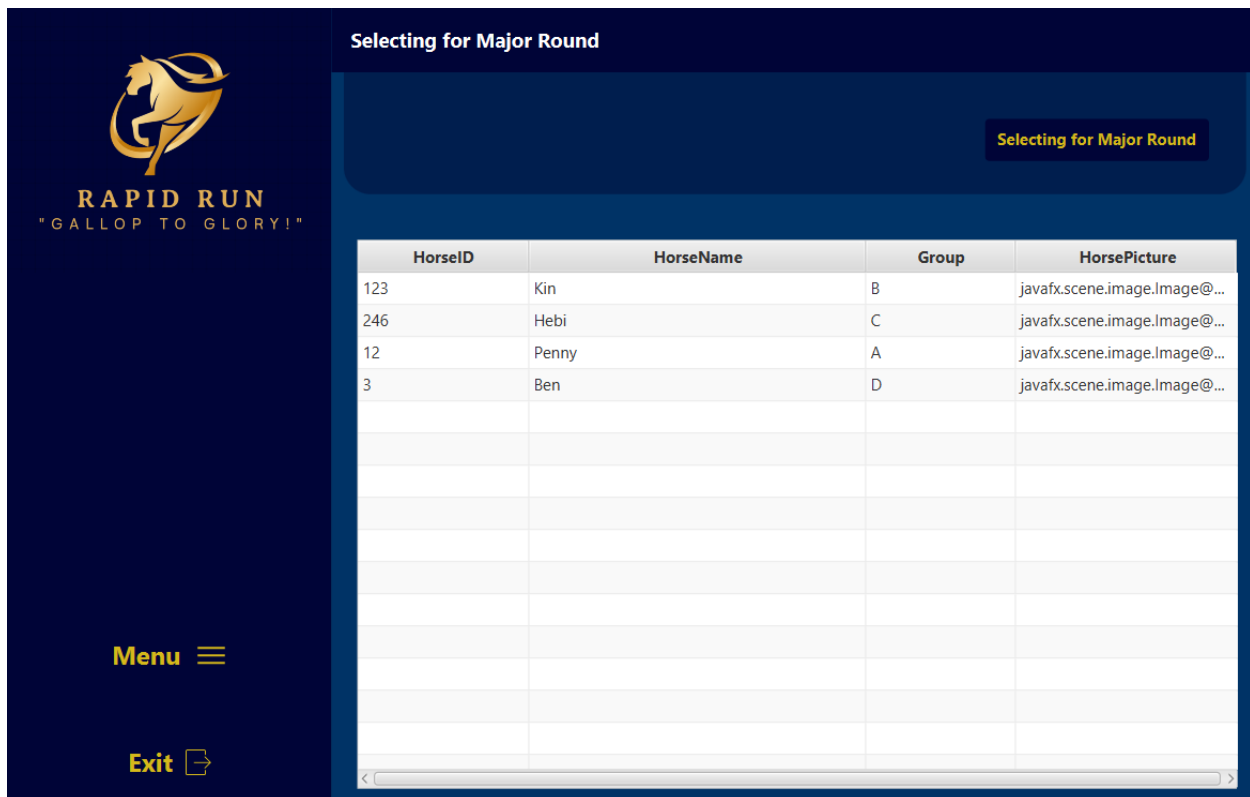 Selecting for Major Round
RAPID RUN
"GALLOP TO GLORY!"
Selecting for Major Round
HorseID HorseName Group HorsePicture
123 Kin B javafx.scene.image.Image@...
246 Hebi C javafx.scene.image.Image@...
12 Penny A javafx.scene.image.Image@...
3 Ben D javafx.scene.image.Image@...
Menu
Exit